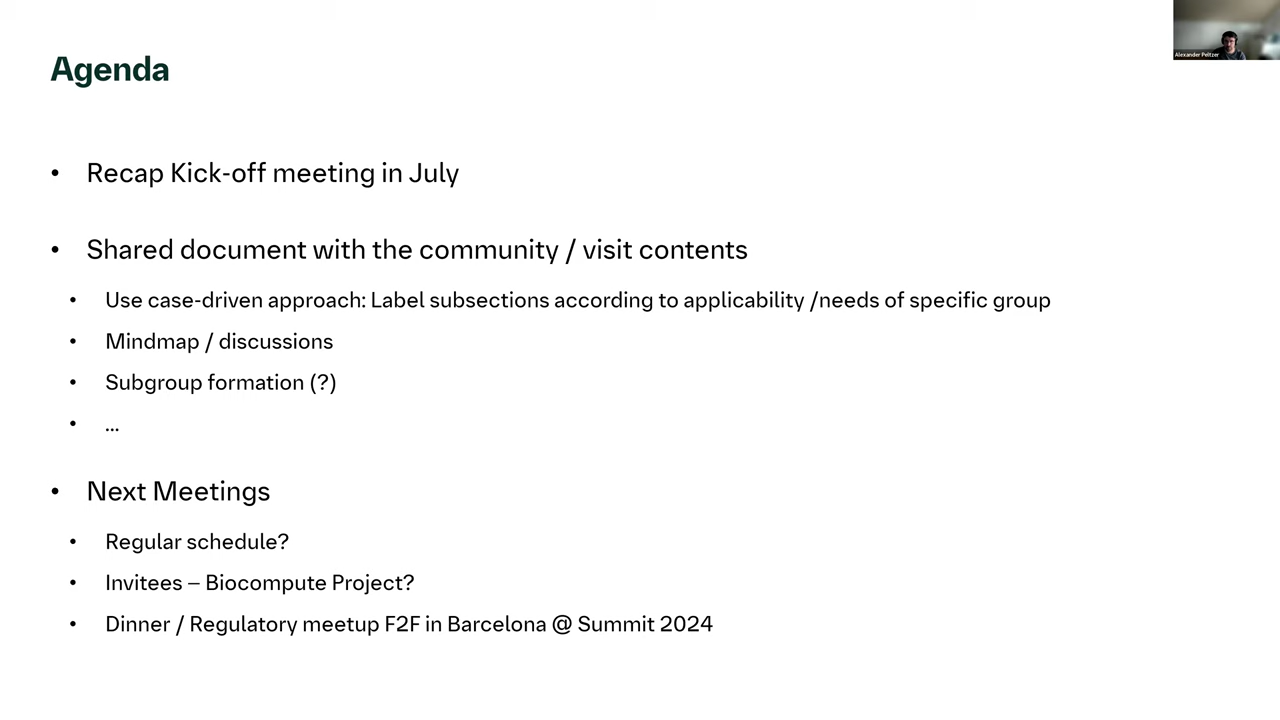 Agenda
Alexander Peltzer
• Recap Kick-off meeting in July
• Shared document with the community / visit contents
• Use case-driven approach: Label subsections according to applicability /needs of specific group
• Mindmap / discussions
• Subgroup formation (?)
• ...
• Next Meetings
• Regular schedule?
• Invitees – Biocompute Project?
• Dinner / Regulatory meetup F2F in Barcelona @ Summit 2024